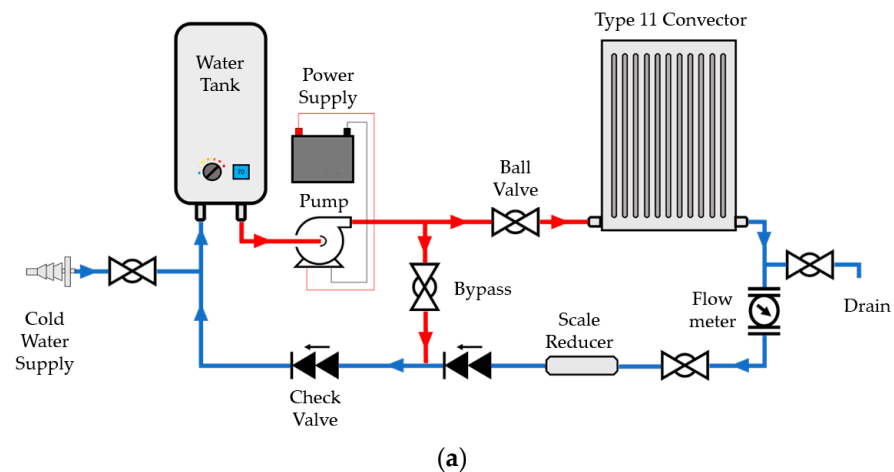 Type 11 Convector
Water
Tank
Power
Supply
70
Ball
Valve
Pump
Bypass
Cold
Water
Supply
Flow
meter
Drain
Scale
Reducer
Check
Valve
(a)